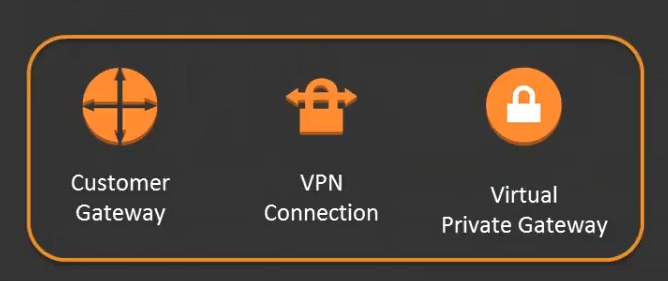 Customer
Gateway
VPN
Connection
Virtual
Private Gateway